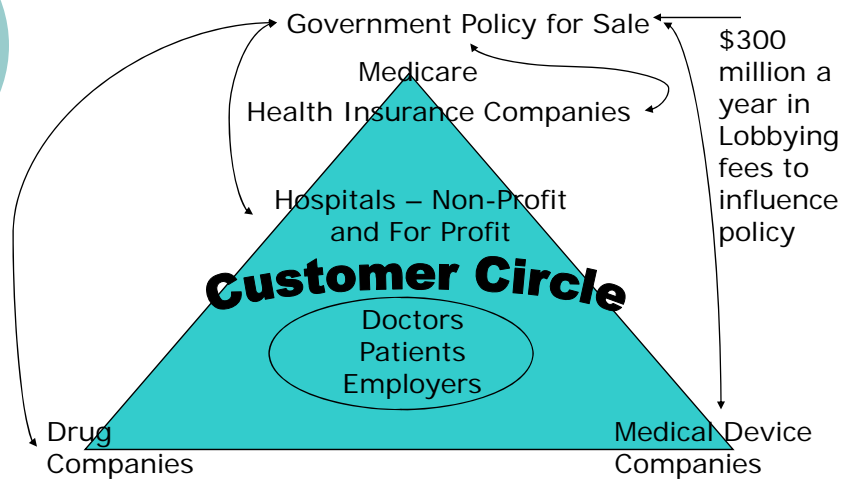 Government Policy for Sale
$300
million a
year in
Lobbying
fees to
influence
policy
Medicare
Health Insurance Companies
Hospitals – Non-Profit
and For Profit
Customer Circle
Doctors
Patients
Employers
Drug
Companies
Medical Device
Companies